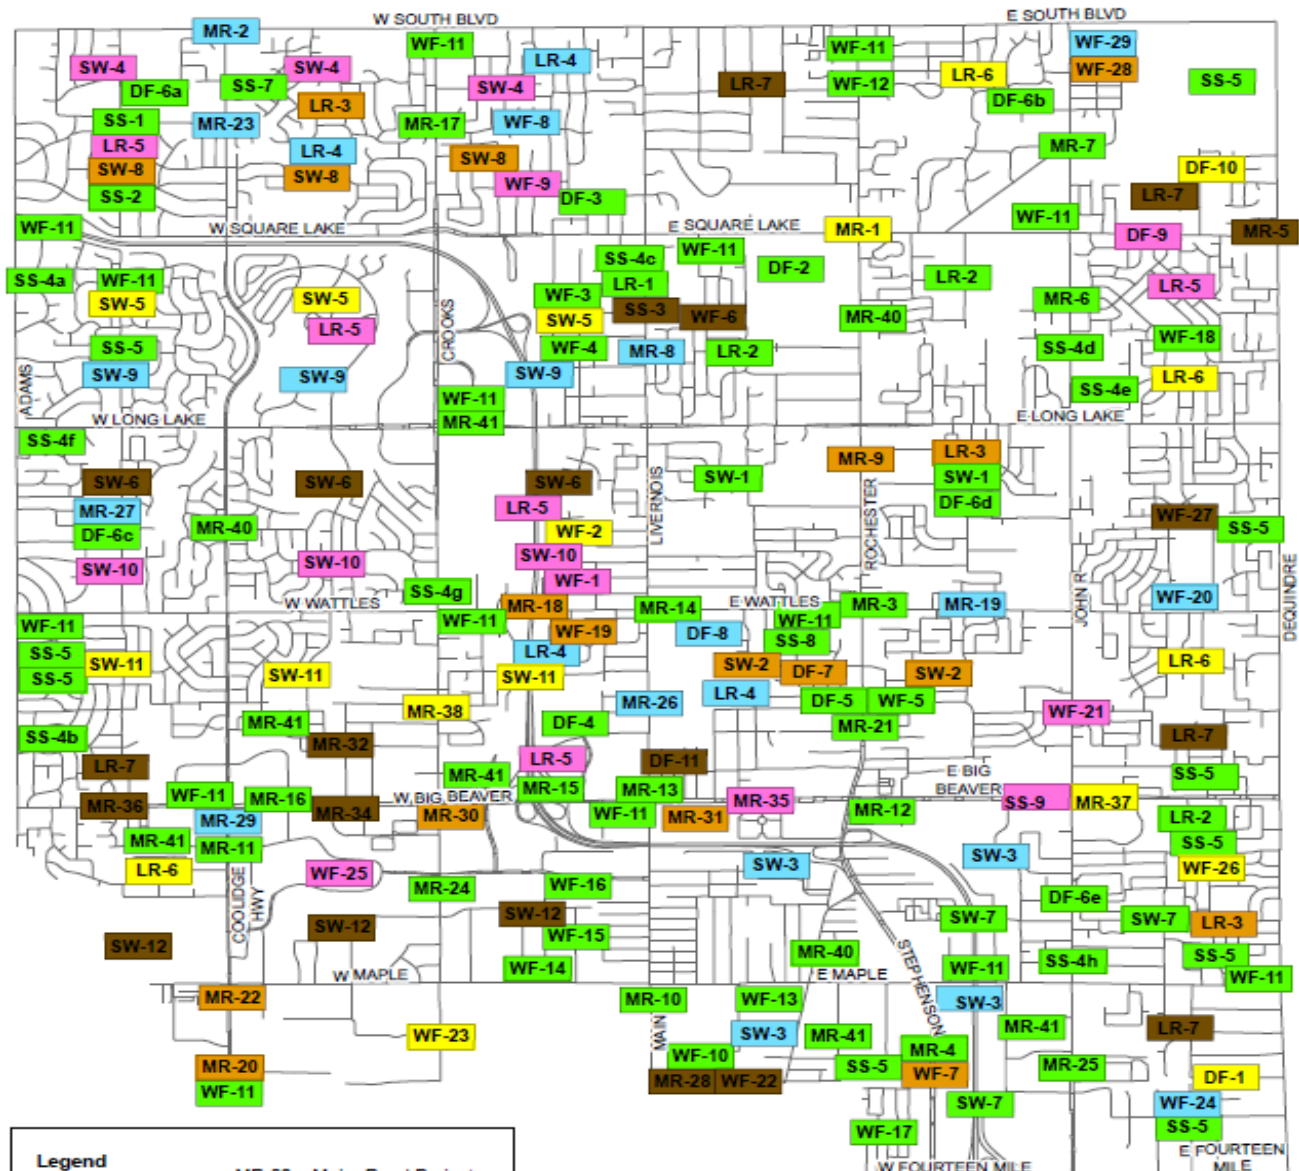 W SOUTH BLVD
E SOUTH BLVD
MR-2
WF-11
WF-11
WF-29
SW-4
SW-4
LR-4
WF-28
DF-6a
SS-7
SW-4
LR-7
WF-12
LR-6
SS-5
LR-3
DF-6b
SS-1
MR-23
MR-17
WF-8
LR-5
LR-4
MR-7
SW-8
SW-8
SW-8
DF-10
SS-2
WF-9
DF-3
LR-7
WF-11
WF-11
W SQUARE LAKE
E SQUARE LAKE
MR-1
DF-9
MR-5
SS-4a
WF-11
SS-4c
WF-11
DF-2
LR-2
SW-5
SW-5
WF-3
LR-1
MR-6
LR-5
LR-5
SW-5
SS-3
WF-6
MR-40
CROOKS
SS-5
WF-4
MR-8
LR-2
SS-4d
WF-18
SW-9
SW-9
SW-9
LR-6
ADAMS
WF-11
SS-4e
W LONG LAKE
MR-41
E LONG LAKE
SS-4f
MR-9
LR-3
SW-6
SW-6
SW-6
SW-1
SW-1
MR-27
LR-5
LIVERNOIS
ROCHESTER
DF-6d
WF-27
DF-6c
MR-40
WF-2
SS-5
SW-10
SW-10
SW-10
WF-1
DEQUINDRE
SS-4g
JOHN R
WF-20
W WATTLES
MR-18
MR-14
E WATTLES
MR-3
MR-19
WF-11
WF-11
WF-19
DF-8
WF-11
SS-5
LR-4
SS-8
SS-5
SW-11
SW-11
SW-11
SW-2
DF-7
SW-2
LR-6
MR-38
MR-26
LR-4
DF-5
WF-5
WF-21
SS-4b
MR-41
DF-4
MR-21
MR-32
LR-7
LR-7
LR-5
DF-11
MR-41
E BIG
BEAVER
SS-5
MR-36
WF-11
MR-16
W BIG BEAVER
MR-15
MR-13
MR-35
SS-9
MR-37
MR-34
MR-30
WF-11
MR-31
MR-12
MR-29
LR-2
MR-41
MR-11
SS-5
LR-6
WF-25
MR-24
WF-16
SW-3
SW-3
WF-26
COOLIDGE
HWY
DF-6e
SW-12
SW-12
SW-12
WF-15
SW-7
SW-7
LR-3
MR-40
STEPHENSON
SS-5
W MAPLE
WF-14
E MAPLE
WF-11
SS-4h
WF-11
MR-22
MR-10
WF-13
SW-3
WF-23
MAIN
SW-3
MR-41
MR-41
LR-7
WF-10
MR-4
MR-20
MR-28
WF-22
SS-5
WF-7
MR-25
DF-1
WF-11
SW-7
WF-24
WF-17
SS-5
E FOURTEEN
MILE
W FOURTEEN MILE
Legend